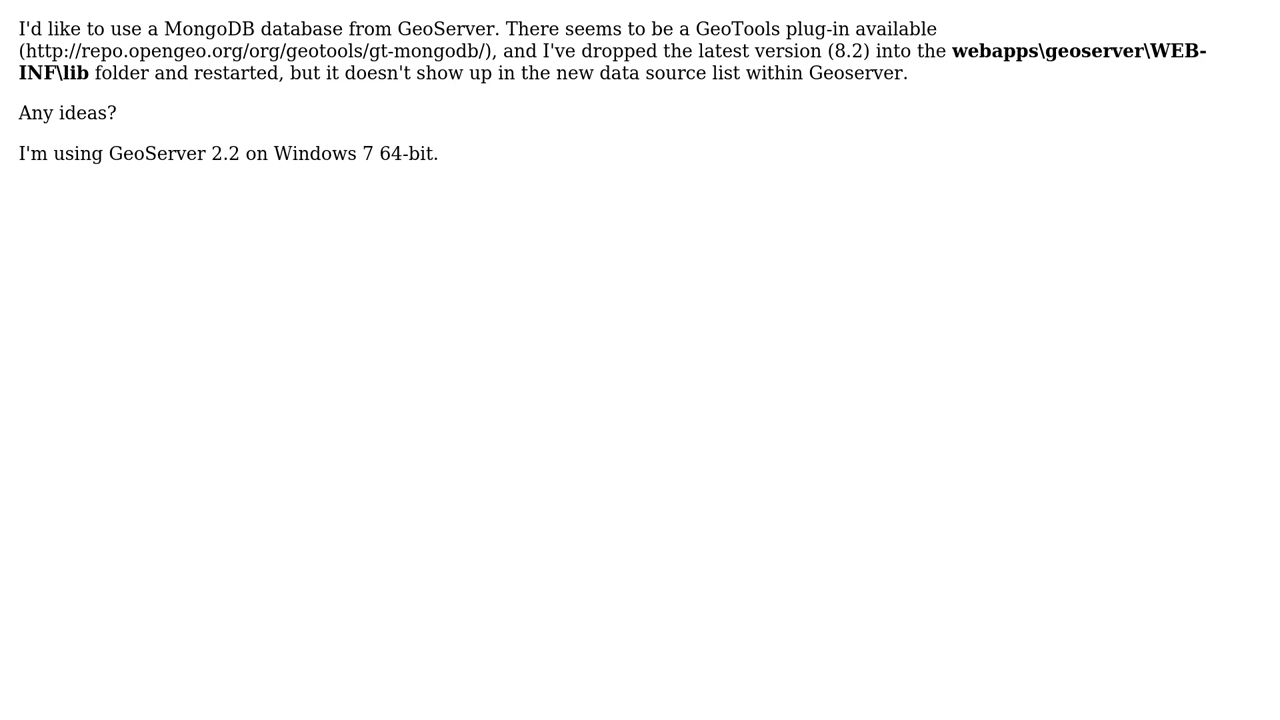 I'd like to use a MongoDB database from GeoServer. There seems to be a GeoTools plug-in available
(http://repo.opengeo.org/org/geotools/gt-mongodb/), and I've dropped the latest version (8.2) into the webapps\geoserver\WEB-
INF\lib folder and restarted, but it doesn't show up in the new data source list within Geoserver.
Any ideas?
I'm using GeoServer 2.2 on Windows 7 64-bit.